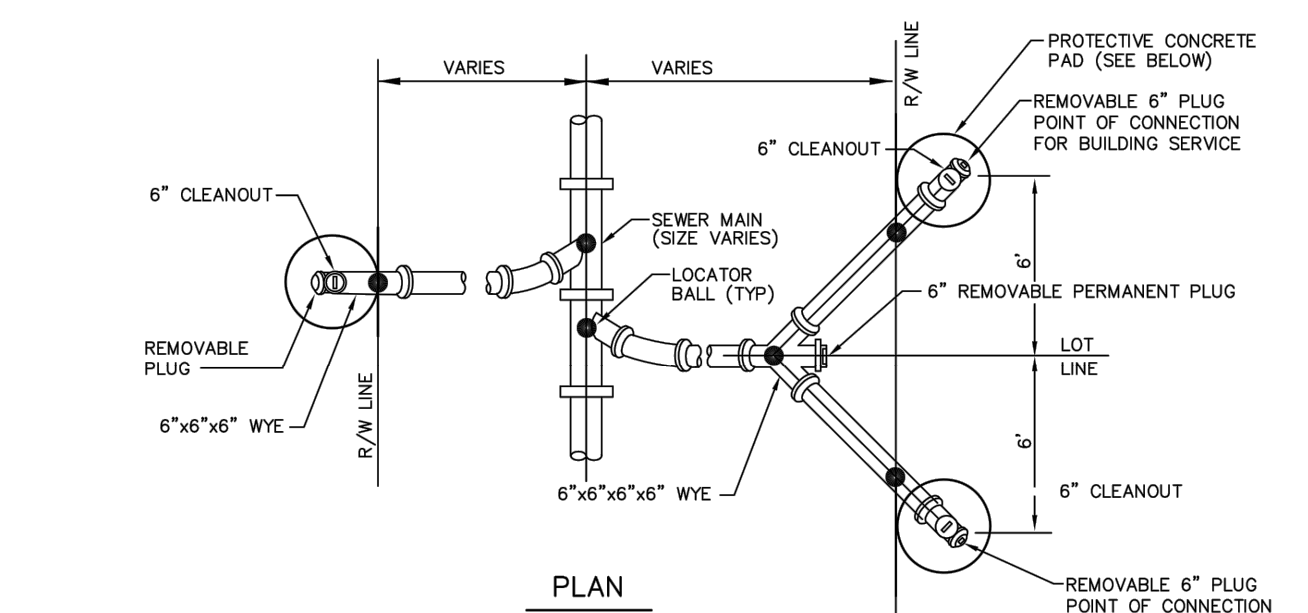 VARIES
VARIES
R/W LINE
PROTECTIVE CONCRETE
PAD (SEE BELOW)
REMOVABLE 6" PLUG
POINT OF CONNECTION
FOR BUILDING SERVICE
6" CLEANOUT
6" CLEANOUT
SEWER MAIN
(SIZE VARIES)
LOCATOR
BALL (TYP)
6'
6" REMOVABLE PERMANENT PLUG
REMOVABLE
PLUG
LOT
LINE
6"x6"x6" WYE
R/W LINE
6'
6"x6"x6"x6" WYE
6" CLEANOUT
PLAN
REMOVABLE 6" PLUG
POINT OF CONNECTION